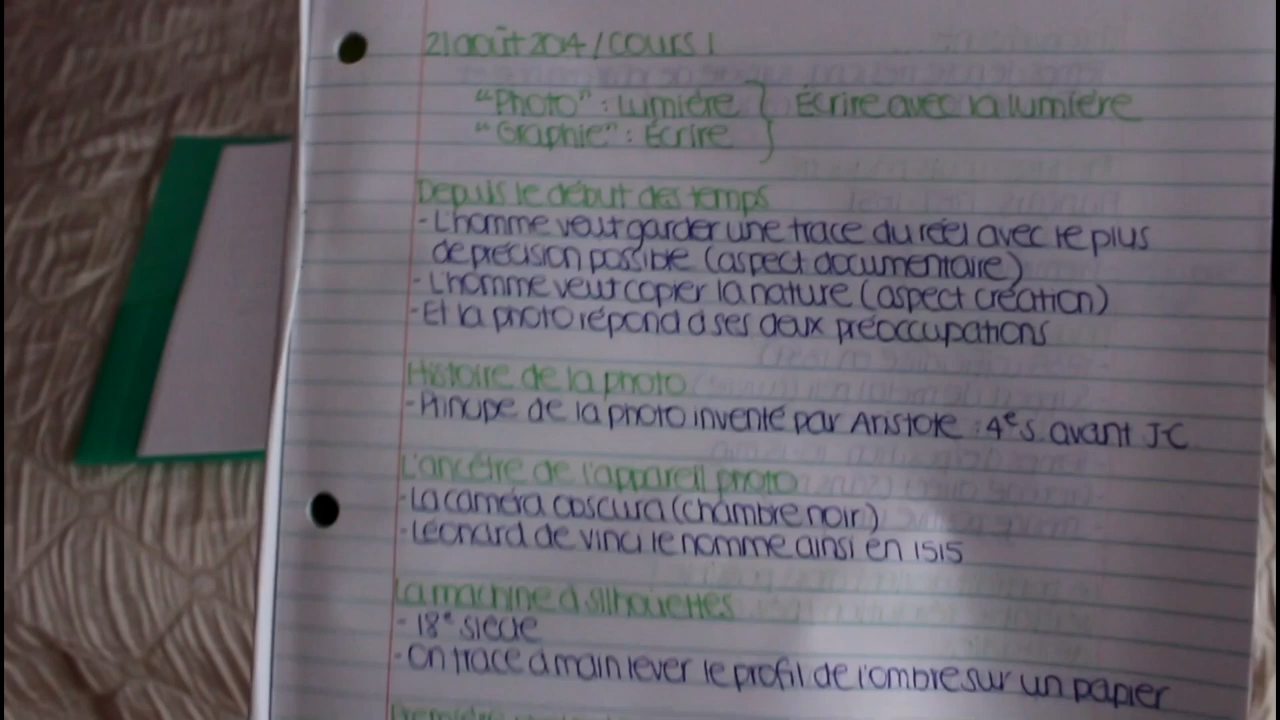 21 août 2014 / Cours 1
"Photo" : Lumière } Écrire avec la lumière
"Graphie" : Écrire
Depuis le début des temps
- L'homme veut garder une trace du réel avec le plus
de précision possible (aspect documentaire)
- L'homme veut copier la nature (aspect création)
- Et la photo répond à ses deux préoccupations
Histoire de la photo
- Principe de la photo inventé par Aristote : 4e s. avant J-C
L'ancêtre de l'appareil photo
- La caméra obscura (chambre noir)
- Léonard de vinci le nomme ainsi en 1515
La machine à silhouettes
- 18e siècle
- On trace à main lever le profil de l'ombre sur un papier